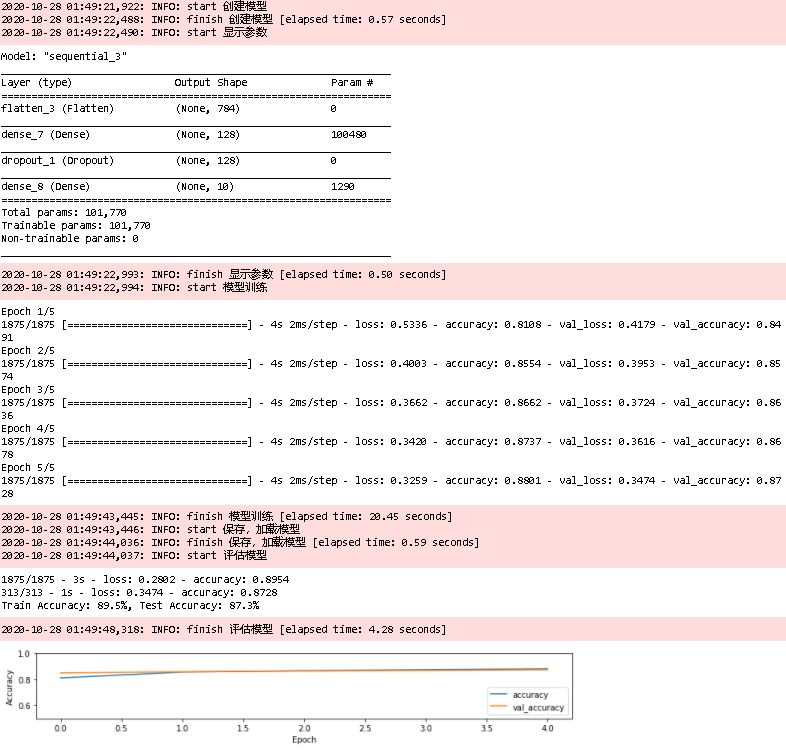 2020-10-28 01:49:21,922: INFO: start 创建模型
2020-10-28 01:49:22,488: INFO: finish 创建模型 [elapsed time: 0.57 seconds]
2020-10-28 01:49:22,490: INFO: start 显示参数
Model: "sequential_3"
Layer (type) Output Shape Param #
flatten_3 (Flatten) (None, 784) 0
dense_7 (Dense) (None, 128) 100480
dropout_1 (Dropout) (None, 128) 0
dense_8 (Dense) (None, 10) 1290
Total params: 101,770
Trainable params: 101,770
Non-trainable params: 0
2020-10-28 01:49:22,993: INFO: finish 显示参数 [elapsed time: 0.50 seconds]
2020-10-28 01:49:22,994: INFO: start 模型训练
Epoch 1/5
1875/1875 [==============================] - 4s 2ms/step - loss: 0.5336 - accuracy: 0.8108 - val_loss: 0.4179 - val_accuracy: 0.84
91
Epoch 2/5
1875/1875 [==============================] - 4s 2ms/step - loss: 0.4003 - accuracy: 0.8554 - val_loss: 0.3953 - val_accuracy: 0.85
74
Epoch 3/5
1875/1875 [==============================] - 4s 2ms/step - loss: 0.3662 - accuracy: 0.8662 - val_loss: 0.3724 - val_accuracy: 0.86
36
Epoch 4/5
1875/1875 [==============================] - 4s 2ms/step - loss: 0.3420 - accuracy: 0.8737 - val_loss: 0.3616 - val_accuracy: 0.86
78
Epoch 5/5
1875/1875 [==============================] - 4s 2ms/step - loss: 0.3259 - accuracy: 0.8801 - val_loss: 0.3474 - val_accuracy: 0.87
28
2020-10-28 01:49:43,445: INFO: finish 模型训练 [elapsed time: 20.45 seconds]
2020-10-28 01:49:43,446: INFO: start 保存，加载模型
2020-10-28 01:49:44,036: INFO: finish 保存，加载模型 [elapsed time: 0.59 seconds]
2020-10-28 01:49:44,037: INFO: start 评估模型
1875/1875 - 3s - loss: 0.2802 - accuracy: 0.8954
313/313 - 1s - loss: 0.3474 - accuracy: 0.8728
Train Accuracy: 89.5%, Test Accuracy: 87.3%
2020-10-28 01:49:48,318: INFO: finish 评估模型 [elapsed time: 4.28 seconds]
1.0
0.8
0.6
Accuracy
accuracy
val_accuracy
0.0 0.5 1.0 1.5 2.0 2.5 3.0 3.5 4.0
Epoch